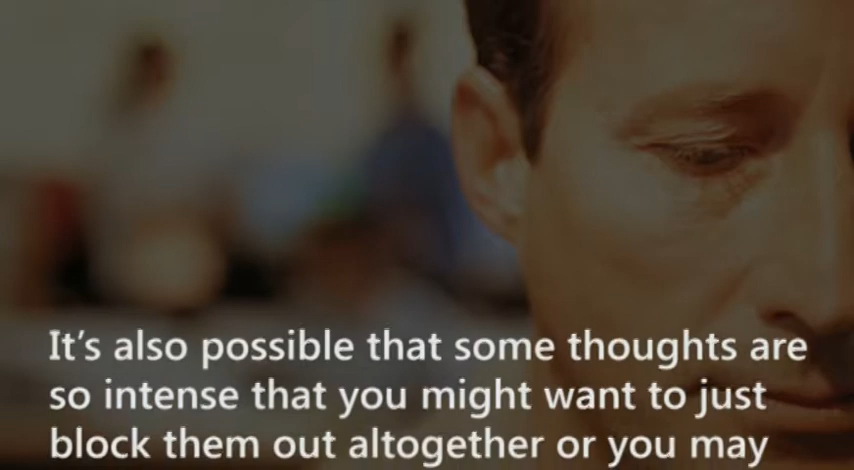 It's also possible that some thoughts are
so intense that you might want to just
block them out altogether or you may